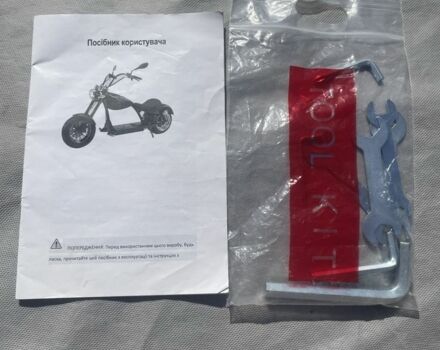 Посібник користувача
ПОПЕРЕДЖЕННЯ: Перед використанням цього виробу, будь
ласка, прочитайте цей посібник з експлуатації та інструкцію з
TOOL KIT